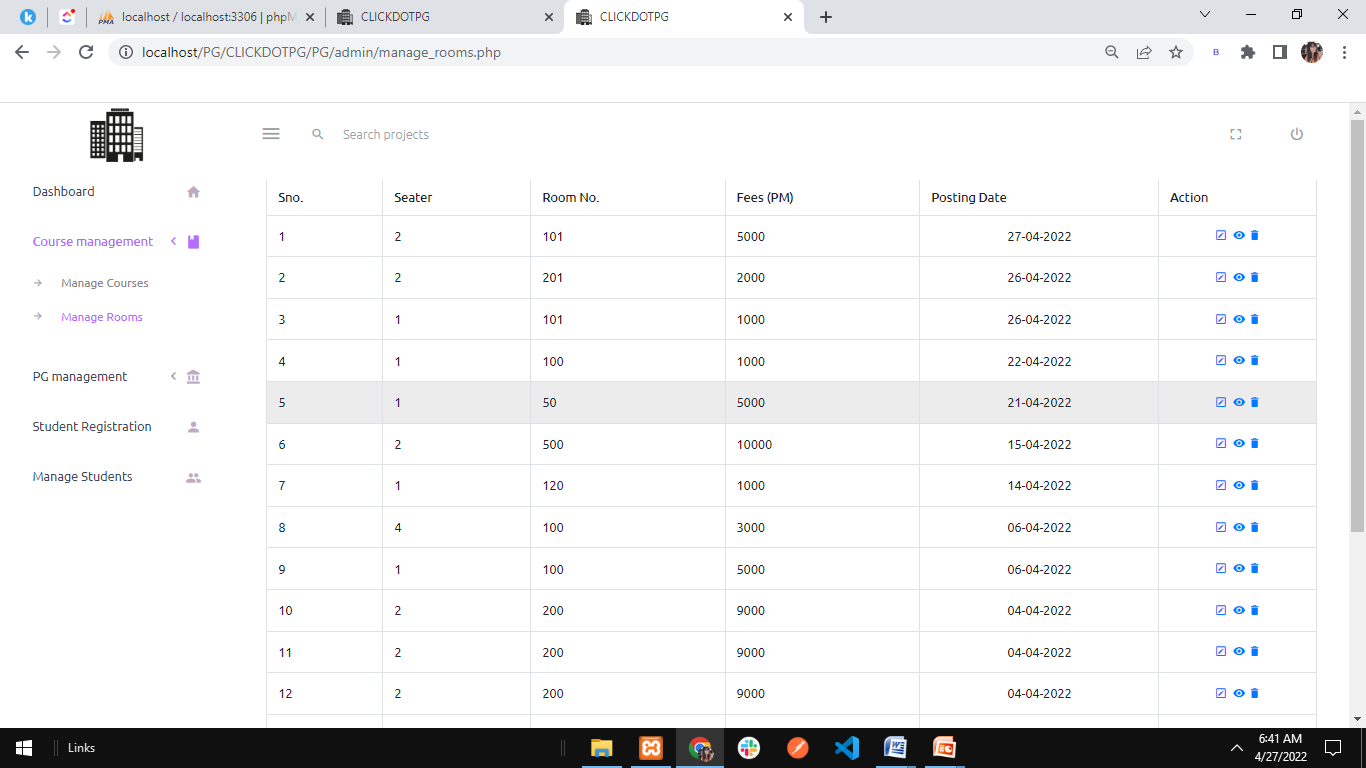 localhost / localhost:3306 | phpM
CLICKDOTPG
CLICKDOTPG
localhost/PG/CLICKDOTPG/PG/admin/manage_rooms.php
B
Search projects
Dashboard
Course management
Manage Courses
Manage Rooms
PG management
Student Registration
Manage Students
Sno. Seater Room No. Fees (PM) Posting Date Action
1 2 101 5000 27-04-2022
2 2 201 2000 26-04-2022
3 1 101 1000 26-04-2022
4 1 100 1000 22-04-2022
5 1 50 5000 21-04-2022
6 2 500 10000 15-04-2022
7 1 120 1000 14-04-2022
8 4 100 3000 06-04-2022
9 1 100 5000 06-04-2022
10 2 200 9000 04-04-2022
11 2 200 9000 04-04-2022
12 2 200 9000 04-04-2022
Links
6:41 AM
4/27/2022